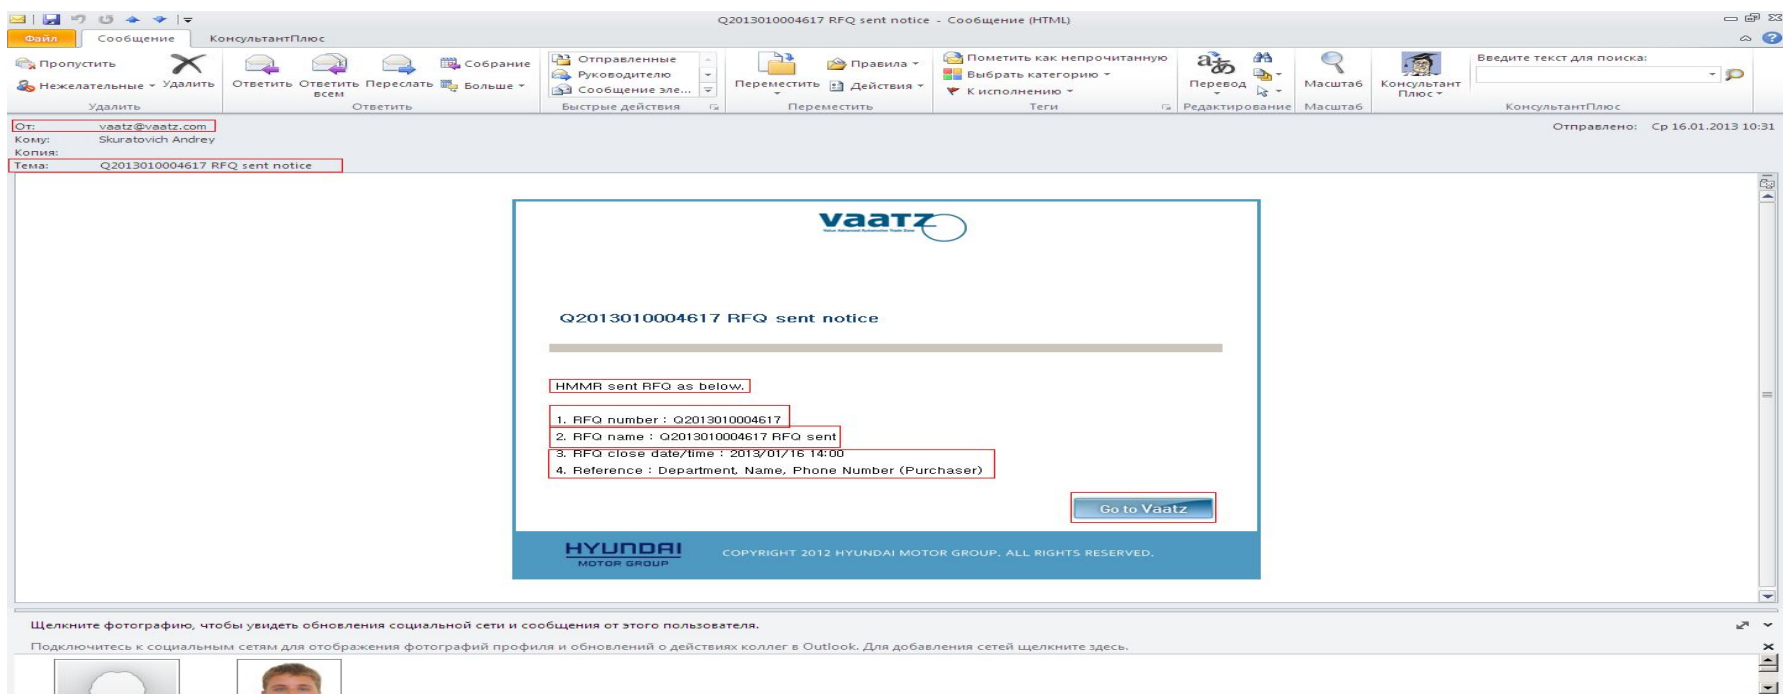 Q2013010004617 RFQ sent notice - Сообщение (HTML)
Файл Сообщение КонсультантПлюс
Пропустить
Нежелательные
Удалить
Удалить
Ответить
Ответить всем
Переслать
Собрание
Больше
Ответить
Отправленные
Руководителю
Сообщение эле...
Быстрые действия
Переместить
Правила
Действия
Переместить
Пометить как непрочитанную
Выбрать категорию
К исполнению
Теги
Перевод
Редактирование
Масштаб
Масштаб
Консультант Плюс
Введите текст для поиска:
КонсультантПлюс
От: vaatz@vaatz.com
Отправлено: Ср 16.01.2013 10:31
Кому: Skuratovich Andrey
Копия:
Тема: Q2013010004617 RFQ sent notice
vaatz
Q2013010004617 RFQ sent notice
HMMR sent RFQ as below.
1. RFQ number : Q2013010004617
2. RFQ name : Q2013010004617 RFQ sent
3. RFQ close date/time : 2013/01/16 14:00
4. Reference : Department, Name, Phone Number (Purchaser)
Go to Vaatz
HYUNDAI
MOTOR GROUP
COPYRIGHT 2012 HYUNDAI MOTOR GROUP. ALL RIGHTS RESERVED.
Щелкните фотографию, чтобы увидеть обновления социальной сети и сообщения от этого пользователя.
Подключитесь к социальным сетям для отображения фотографий профиля и обновлений о действиях коллег в Outlook. Для добавления сетей щелкните здесь.